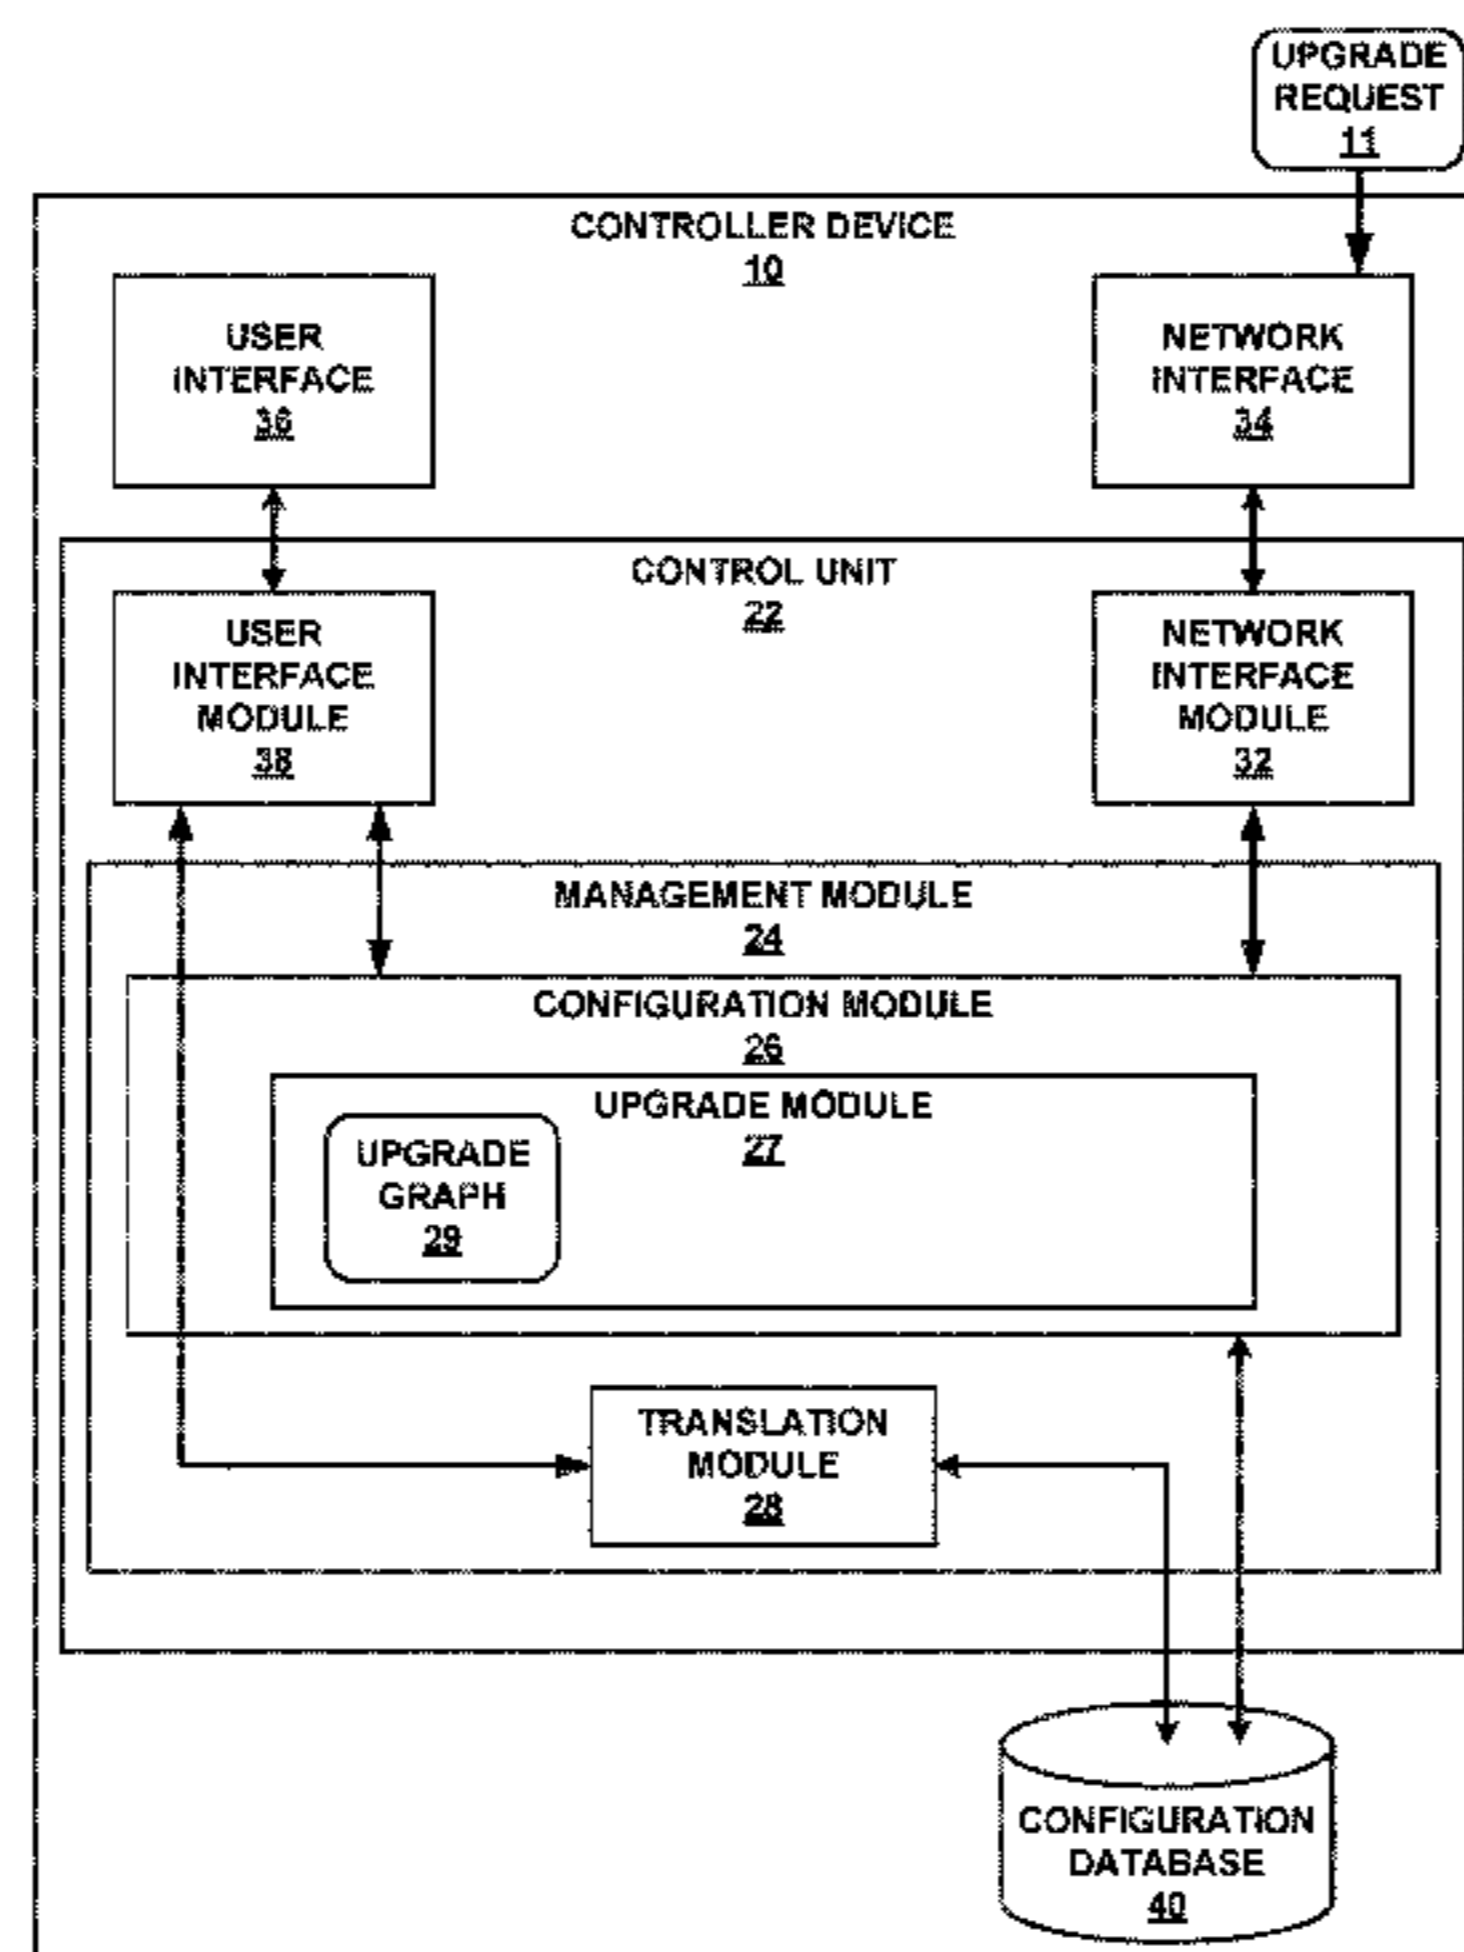 UPGRADE
REQUEST
11
CONTROLLER DEVICE
10
USER
INTERFACE
36
NETWORK
INTERFACE
34
CONTROL UNIT
22
USER
INTERFACE
MODULE
38
NETWORK
INTERFACE
MODULE
32
MANAGEMENT MODULE
24
CONFIGURATION MODULE
26
UPGRADE MODULE
27
UPGRADE
GRAPH
29
TRANSLATION
MODULE
28
CONFIGURATION
DATABASE
40